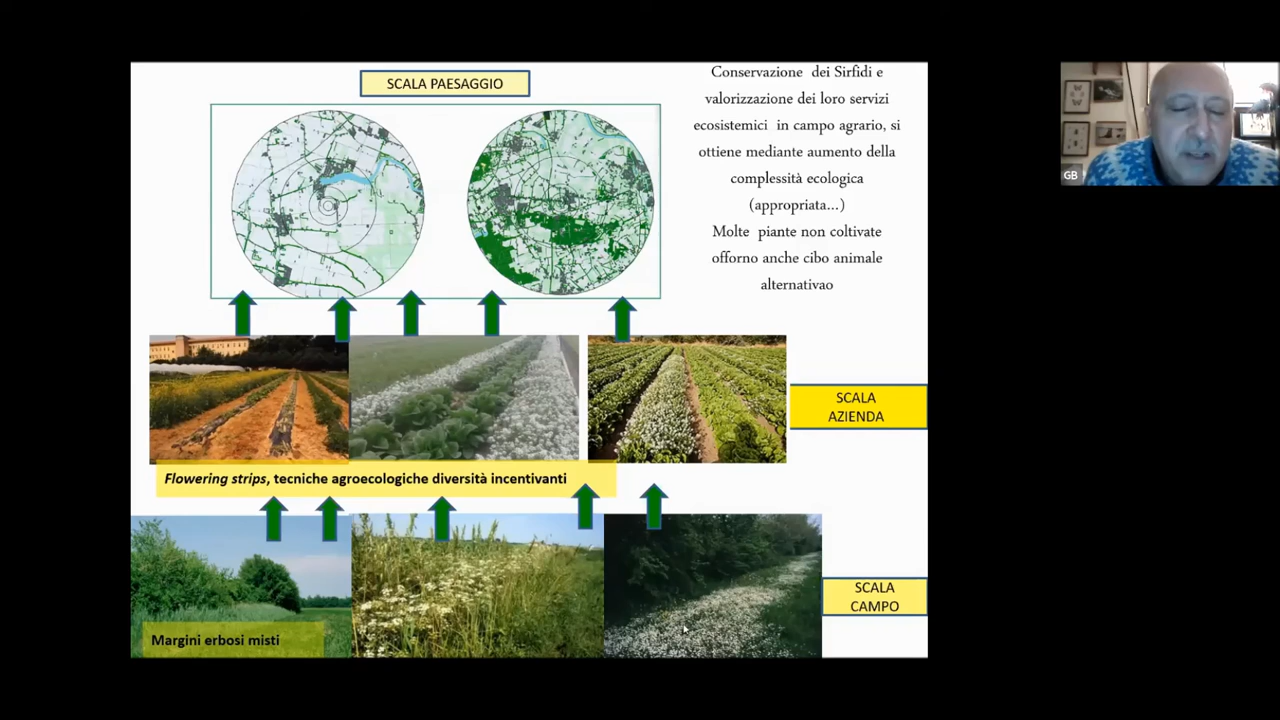 SCALA PAESAGGIO
Conservazione dei Sirfidi e
valorizzazione dei loro servizi
ecosistemici in campo agrario, si
ottiene mediante aumento della
complessità ecologica
(appropriata...)
Molte piante non coltivate
offorno anche cibo animale
alternativao
GB
SCALA
AZIENDA
Flowering strips, tecniche agroecologiche diversità incentivanti
SCALA
CAMPO
Margini erbosi misti